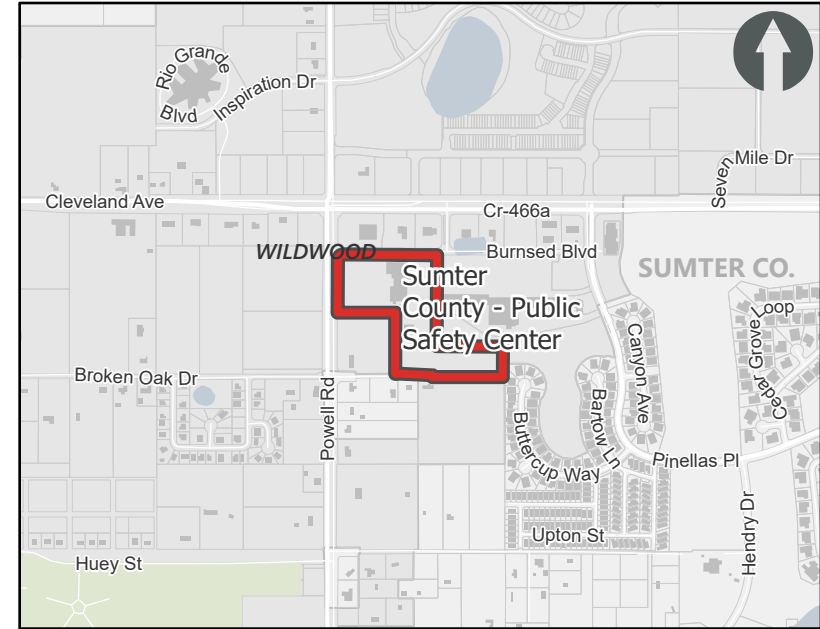 Rio Grande
Blvd
Inspiration Dr
Seven Mile Dr
Cleveland Ave
Cr-466a
WILDWOOD
Burnsed Blvd
SUMTER CO.
Sumter
County - Public
Safety Center
Cedar Grove Loop
Canyon Ave
Broken Oak Dr
Powell Rd
Bartow Ln
Buttercup Way
Pinellas Pl
Upton St
Hendry Dr
Huey St